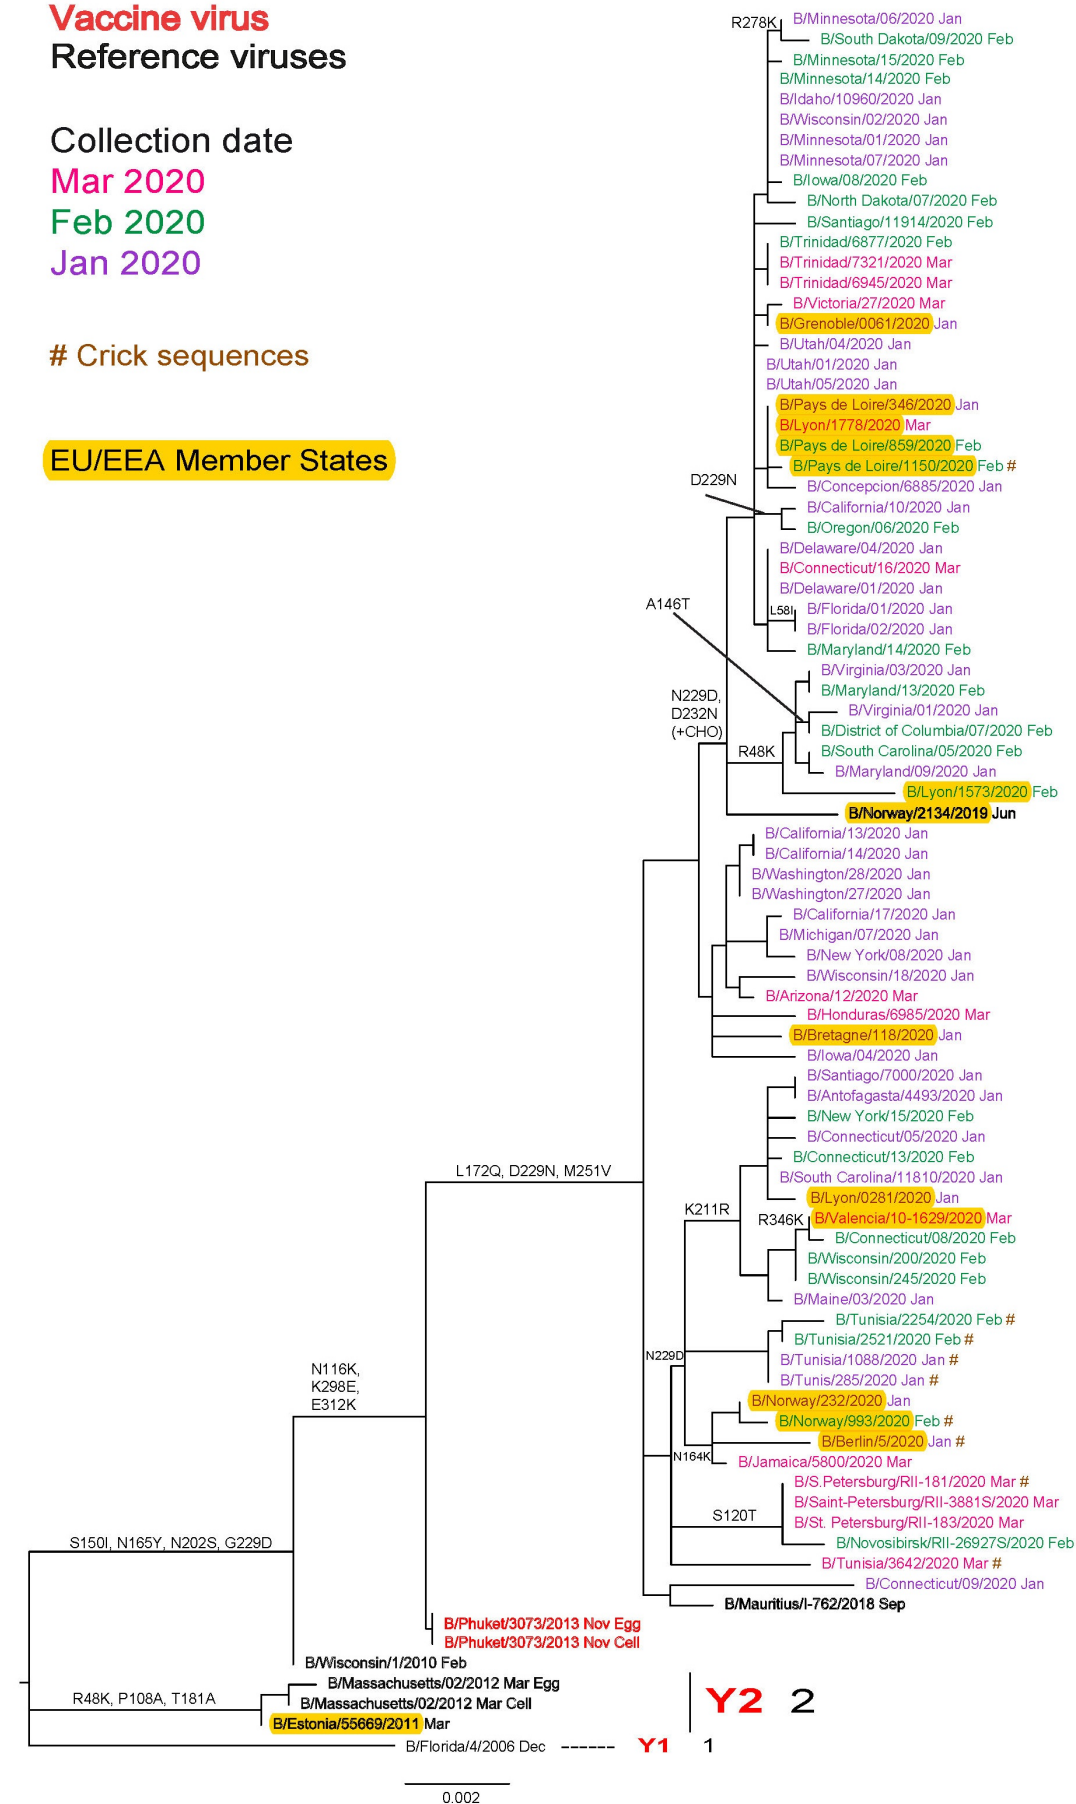 Vaccine virus
Reference viruses
Collection date
Mar 2020
Feb 2020
Jan 2020
# Crick sequences
EU/EEA Member States
R278K
B/Minnesota/06/2020 Jan
B/South Dakota/09/2020 Feb
B/Minnesota/15/2020 Feb
B/Minnesota/14/2020 Feb
B/Idaho/10960/2020 Jan
B/Wisconsin/02/2020 Jan
B/Minnesota/01/2020 Jan
B/Minnesota/07/2020 Jan
B/Iowa/08/2020 Feb
B/North Dakota/07/2020 Feb
B/Santiago/11914/2020 Feb
B/Trinidad/6877/2020 Feb
B/Trinidad/7321/2020 Mar
B/Trinidad/6945/2020 Mar
B/Victoria/27/2020 Mar
B/Grenoble/0061/2020 Jan
B/Utah/04/2020 Jan
B/Utah/01/2020 Jan
B/Utah/05/2020 Jan
B/Pays de Loire/346/2020 Jan
B/Lyon/1778/2020 Mar
B/Pays de Loire/859/2020 Feb
B/Pays de Loire/1150/2020 Feb #
B/Concepcion/6885/2020 Jan
D229N
B/California/10/2020 Jan
B/Oregon/06/2020 Feb
B/Delaware/04/2020 Jan
B/Connecticut/16/2020 Mar
B/Delaware/01/2020 Jan
L58I
B/Florida/01/2020 Jan
B/Florida/02/2020 Jan
B/Maryland/14/2020 Feb
A146T
B/Virginia/03/2020 Jan
B/Maryland/13/2020 Feb
B/Virginia/01/2020 Jan
B/District of Columbia/07/2020 Feb
B/South Carolina/05/2020 Feb
B/Maryland/09/2020 Jan
N229D,
D232N
(+CHO)
R48K
B/Lyon/1573/2020 Feb
B/Norway/2134/2019 Jun
B/California/13/2020 Jan
B/California/14/2020 Jan
B/Washington/28/2020 Jan
B/Washington/27/2020 Jan
B/California/17/2020 Jan
B/Michigan/07/2020 Jan
B/New York/08/2020 Jan
B/Wisconsin/18/2020 Jan
B/Arizona/12/2020 Mar
B/Honduras/6985/2020 Mar
B/Bretagne/118/2020 Jan
B/Iowa/04/2020 Jan
B/Santiago/7000/2020 Jan
B/Antofagasta/4493/2020 Jan
B/New York/15/2020 Feb
B/Connecticut/05/2020 Jan
B/Connecticut/13/2020 Feb
B/South Carolina/11810/2020 Jan
B/Lyon/0281/2020 Jan
L172Q, D229N, M251V
K211R
R346K
B/Valencia/10-1629/2020 Mar
B/Connecticut/08/2020 Feb
B/Wisconsin/200/2020 Feb
B/Wisconsin/245/2020 Feb
B/Maine/03/2020 Jan
B/Tunisia/2254/2020 Feb #
B/Tunisia/2521/2020 Feb #
N229D
B/Tunisia/1088/2020 Jan #
B/Tunis/285/2020 Jan #
B/Norway/232/2020 Jan
B/Norway/993/2020 Feb #
B/Berlin/5/2020 Jan #
N164K
B/Jamaica/5800/2020 Mar
B/S.Petersburg/RII-181/2020 Mar #
B/Saint-Petersburg/RII-3881S/2020 Mar
S120T
B/St. Petersburg/RII-183/2020 Mar
B/Novosibirsk/RII-26927S/2020 Feb
B/Tunisia/3642/2020 Mar #
B/Connecticut/09/2020 Jan
B/Mauritius/I-762/2018 Sep
N116K,
K298E,
E312K
S150I, N165Y, N202S, G229D
B/Phuket/3073/2013 Nov Egg
B/Phuket/3073/2013 Nov Cell
B/Wisconsin/1/2010 Feb
B/Massachusetts/02/2012 Mar Egg
R48K, P108A, T181A
B/Massachusetts/02/2012 Mar Cell
B/Estonia/55669/2011 Mar
Y2 2
B/Florida/4/2006 Dec ------ Y1 1
0.002